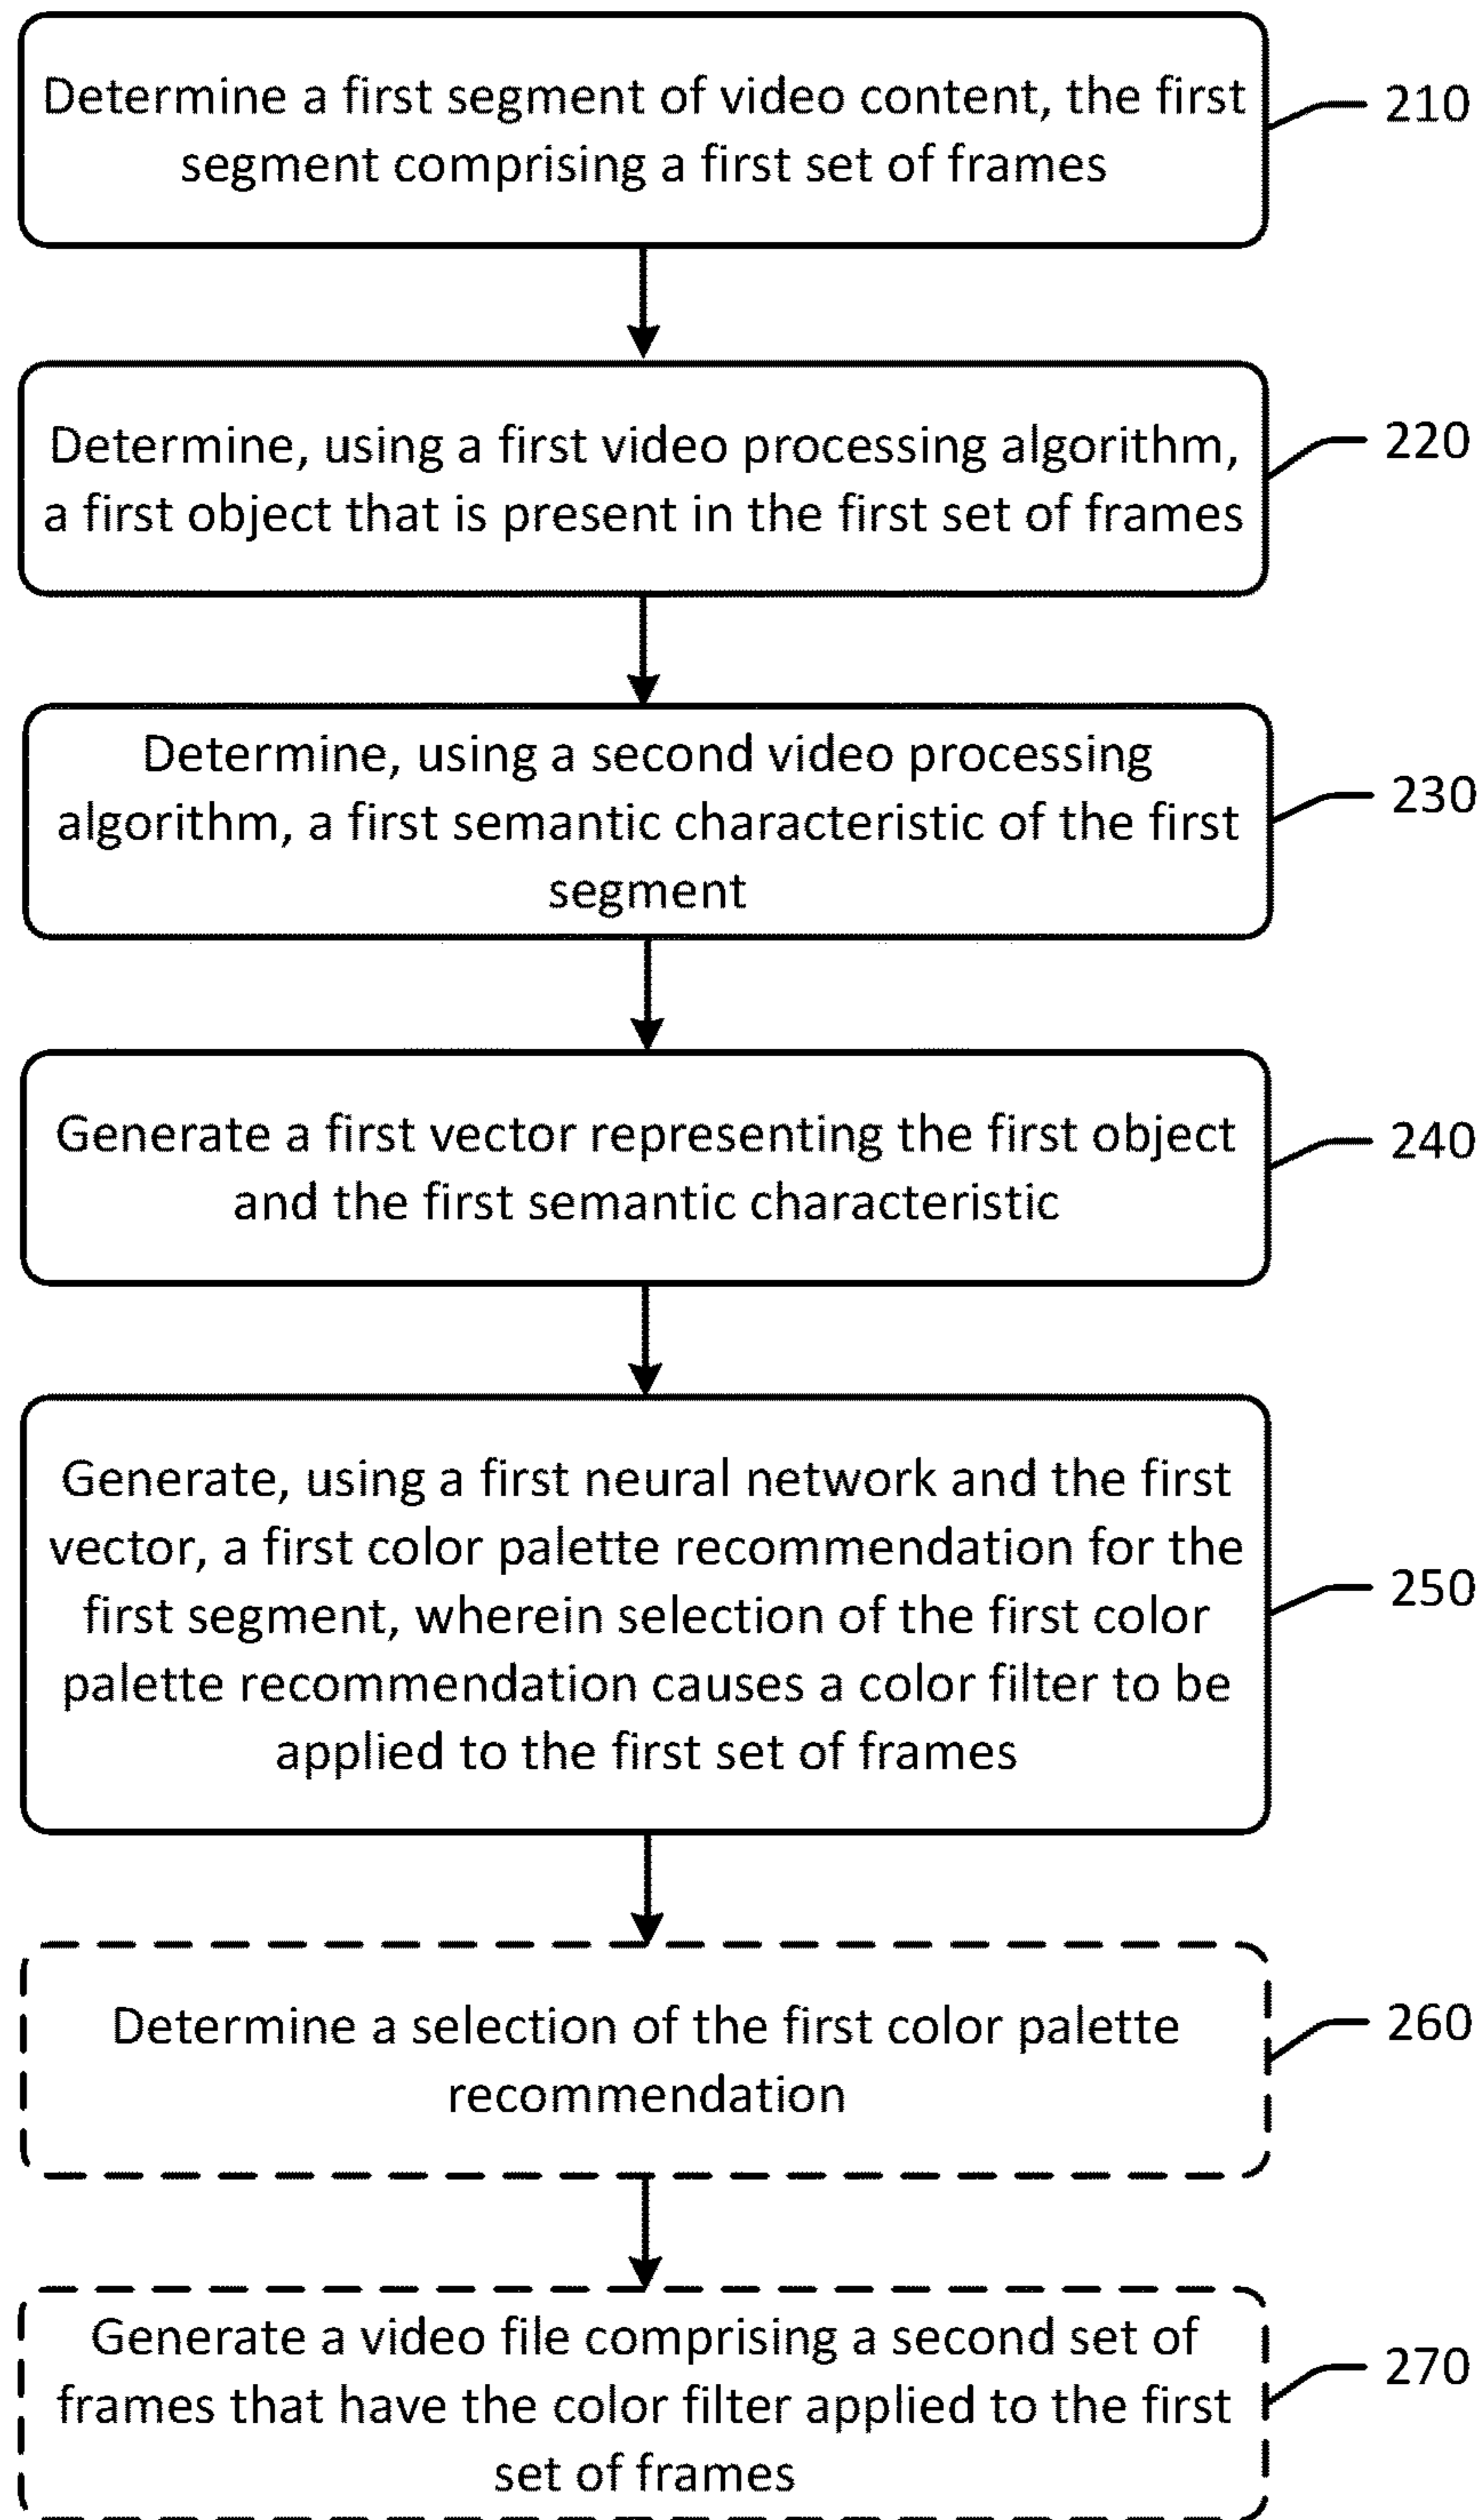 Determine a first segment of video content, the first
segment comprising a first set of frames
210
Determine, using a first video processing algorithm,
a first object that is present in the first set of frames
220
Determine, using a second video processing
algorithm, a first semantic characteristic of the first
segment
230
Generate a first vector representing the first object
and the first semantic characteristic
240
Generate, using a first neural network and the first
vector, a first color palette recommendation for the
first segment, wherein selection of the first color
palette recommendation causes a color filter to be
applied to the first set of frames
250
Determine a selection of the first color palette
recommendation
260
Generate a video file comprising a second set of
frames that have the color filter applied to the first
set of frames
270